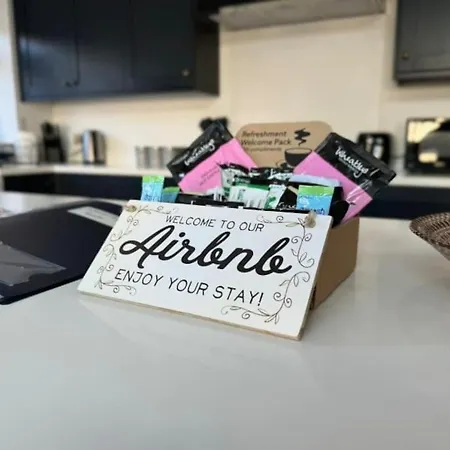 Refreshment
Welcome Pack
WELCOME TO OUR
Airbnb
ENJOY YOUR STAY!